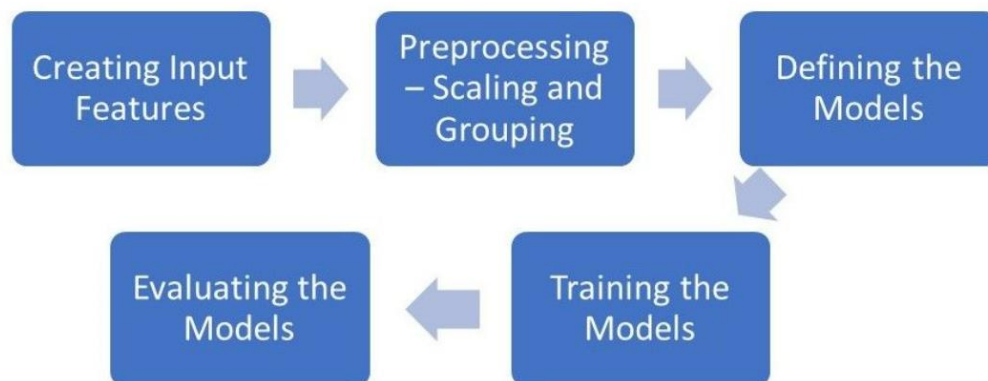 Creating Input
Features
Preprocessing
– Scaling and
Grouping
Defining the
Models
Training the
Models
Evaluating the
Models